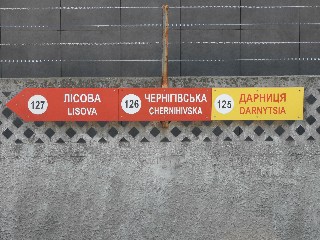 127 ЛІСОВА
LISOVA
126 ЧЕРНІГІВСЬКА
CHERNIHIVSKA
125 ДАРНИЦЯ
DARNYTSIA